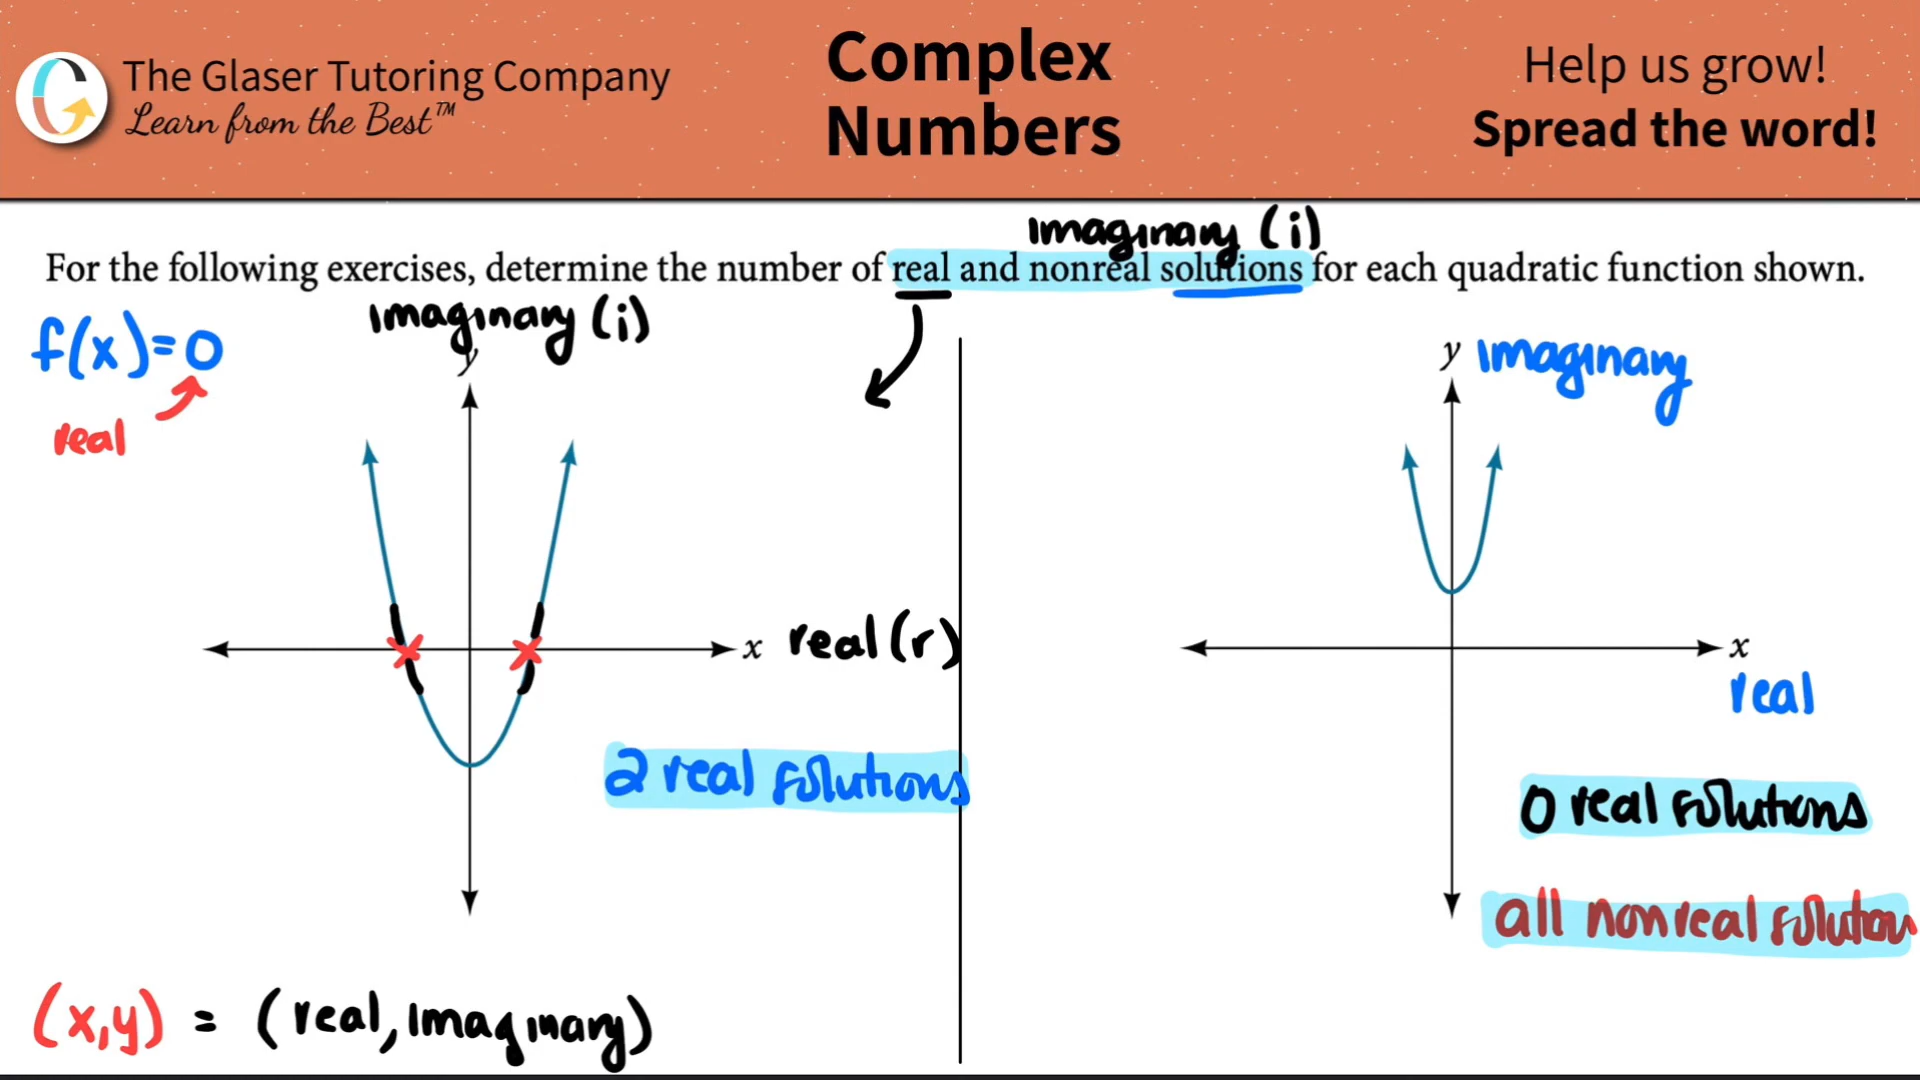 The Glaser Tutoring Company
Learn from the Best™
Complex
Numbers
Help us grow!
Spread the word!
imaginary (i)
For the following exercises, determine the number of real and nonreal solutions for each quadratic function shown.
f(x)=0
real
imaginary (i)
y
x
real (r)
2 real solutions
(x,y) = (real, imaginary)
y imaginary
x
real
0 real solutions
all nonreal solution